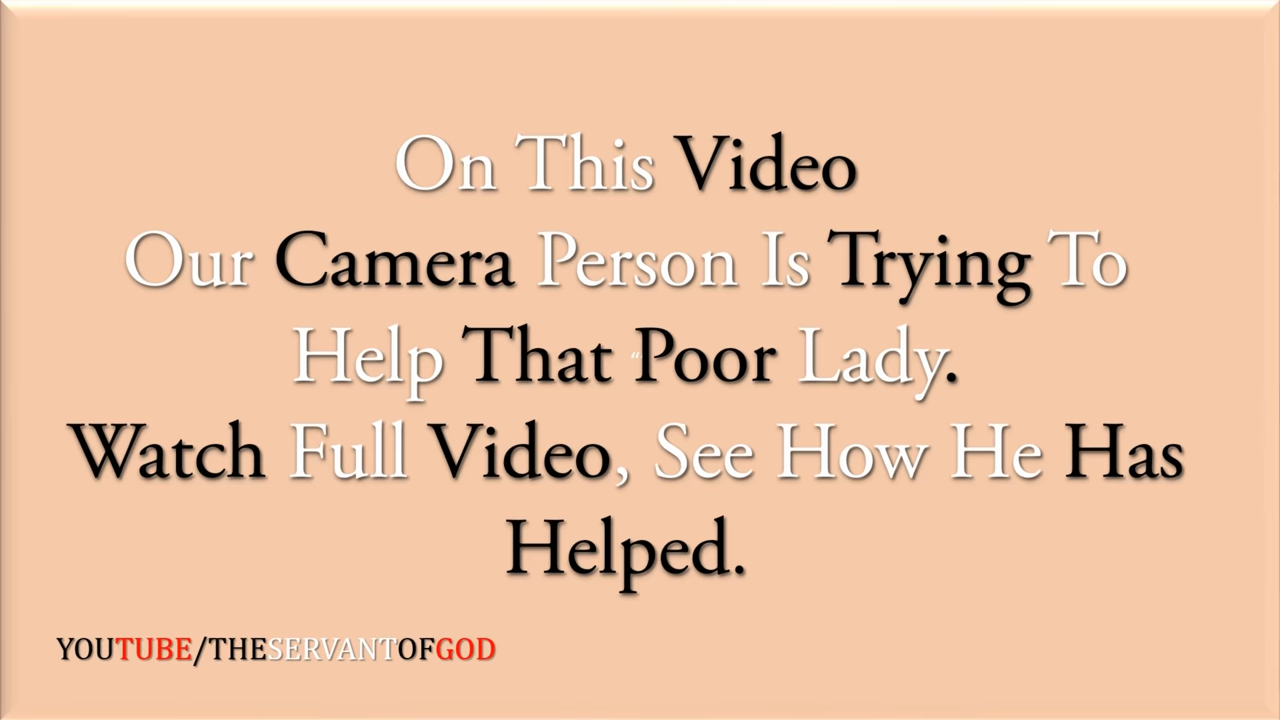 On This Video
Our Camera Person Is Trying To
Help That “Poor Lady.
Watch Full Video, See How He Has
Helped.
YOUTUBE/THESERVANTOFGOD